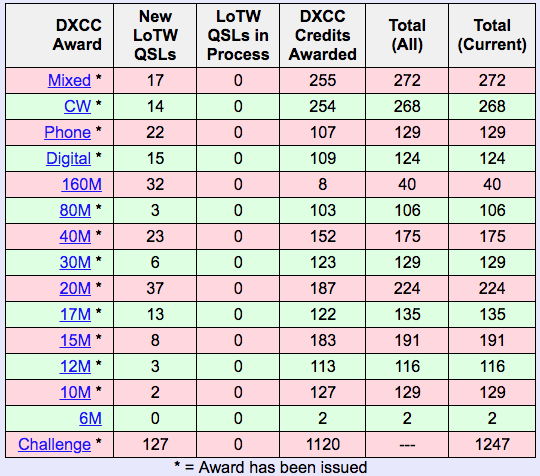 DXCC Award New LoTW QSLs LoTW QSLs in Process DXCC Credits Awarded Total (All) Total (Current)
Mixed * 17 0 255 272 272
CW * 14 0 254 268 268
Phone * 22 0 107 129 129
Digital * 15 0 109 124 124
160M 32 0 8 40 40
80M * 3 0 103 106 106
40M * 23 0 152 175 175
30M * 6 0 123 129 129
20M * 37 0 187 224 224
17M * 13 0 122 135 135
15M * 8 0 183 191 191
12M * 3 0 113 116 116
10M * 2 0 127 129 129
6M 0 0 2 2 2
Challenge * 127 0 1120 --- 1247
* = Award has been issued